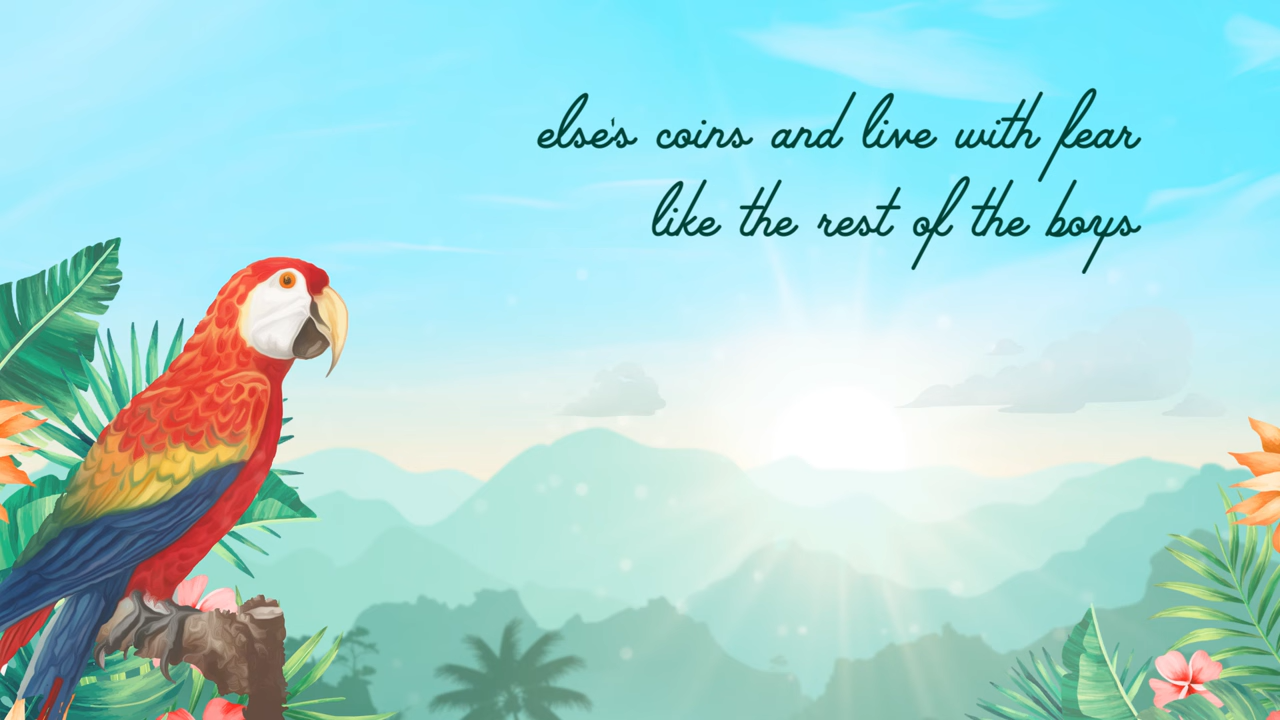 else's coins and live with fear
like the rest of the boys